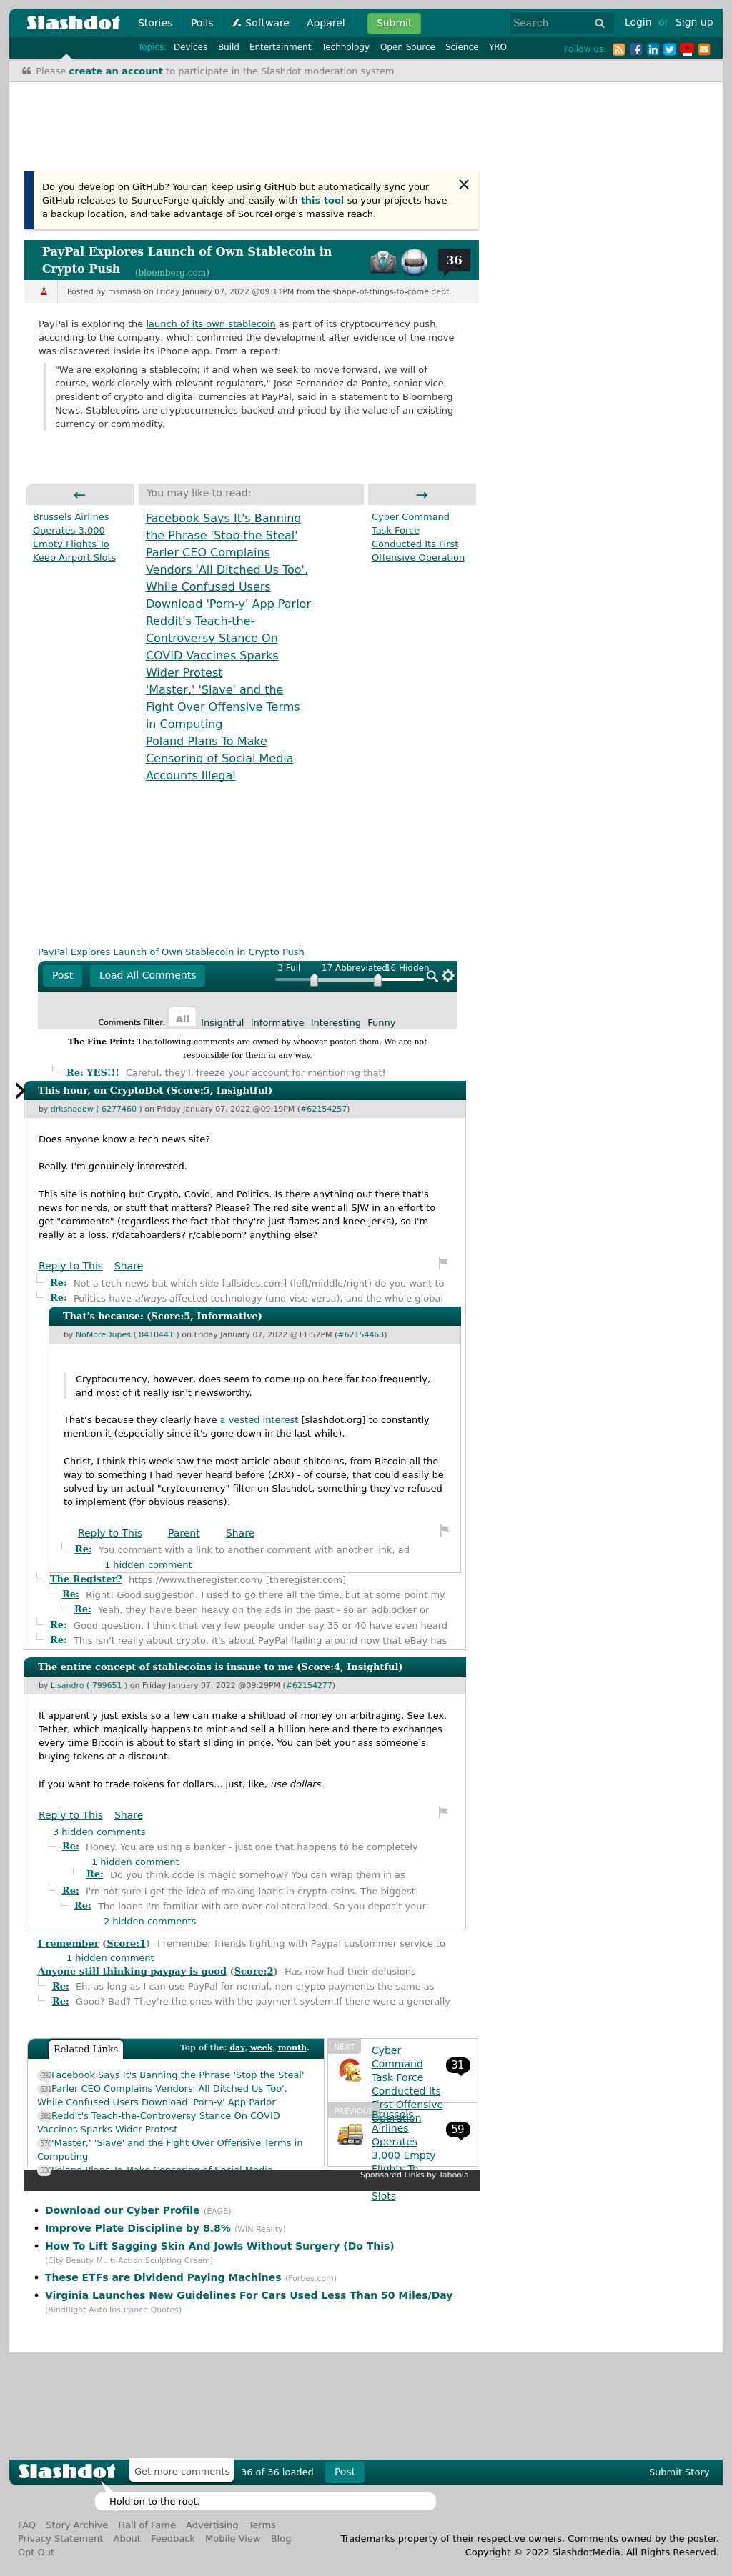 Slashdot Stories Polls Software Apparel Submit Search Login or Sign up
Topics: Devices Build Entertainment Technology Open Source Science YRO Follow us:
Please create an account to participate in the Slashdot moderation system
Do you develop on GitHub? You can keep using GitHub but automatically sync your
GitHub releases to SourceForge quickly and easily with this tool so your projects have
a backup location, and take advantage of SourceForge's massive reach.
PayPal Explores Launch of Own Stablecoin in
Crypto Push (bloomberg.com) 36
Posted by msmash on Friday January 07, 2022 @09:11PM from the shape-of-things-to-come dept.
PayPal is exploring the launch of its own stablecoin as part of its cryptocurrency push,
according to the company, which confirmed the development after evidence of the move
was discovered inside its iPhone app. From a report:
"We are exploring a stablecoin; if and when we seek to move forward, we will of
course, work closely with relevant regulators," Jose Fernandez da Ponte, senior vice
president of crypto and digital currencies at PayPal, said in a statement to Bloomberg
News. Stablecoins are cryptocurrencies backed and priced by the value of an existing
currency or commodity.
← You may like to read: →
Brussels Airlines
Operates 3,000
Empty Flights To
Keep Airport Slots
Facebook Says It's Banning
the Phrase 'Stop the Steal'
Parler CEO Complains
Vendors 'All Ditched Us Too',
While Confused Users
Download 'Porn-y' App Parlor
Reddit's Teach-the-
Controversy Stance On
COVID Vaccines Sparks
Wider Protest
'Master,' 'Slave' and the
Fight Over Offensive Terms
in Computing
Poland Plans To Make
Censoring of Social Media
Accounts Illegal
Cyber Command
Task Force
Conducted Its First
Offensive Operation
PayPal Explores Launch of Own Stablecoin in Crypto Push
Post Load All Comments 3 Full 17 Abbreviated 16 Hidden
Comments Filter: All Insightful Informative Interesting Funny
The Fine Print: The following comments are owned by whoever posted them. We are not
responsible for them in any way.
Re: YES!!! Careful, they'll freeze your account for mentioning that!
This hour, on CryptoDot (Score:5, Insightful)
by drkshadow ( 6277460 ) on Friday January 07, 2022 @09:19PM (#62154257)
Does anyone know a tech news site?
Really. I'm genuinely interested.
This site is nothing but Crypto, Covid, and Politics. Is there anything out there that's
news for nerds, or stuff that matters? Please? The red site went all SJW in an effort to
get "comments" (regardless the fact that they're just flames and knee-jerks), so I'm
really at a loss. r/datahoarders? r/cableporn? anything else?
Reply to This Share
Re: Not a tech news but which side [allsides.com] (left/middle/right) do you want to
Re: Politics have always affected technology (and vise-versa), and the whole global
That's because: (Score:5, Informative)
by NoMoreDupes ( 8410441 ) on Friday January 07, 2022 @11:52PM (#62154463)
Cryptocurrency, however, does seem to come up on here far too frequently,
and most of it really isn't newsworthy.
That's because they clearly have a vested interest [slashdot.org] to constantly
mention it (especially since it's gone down in the last while).
Christ, I think this week saw the most article about shitcoins, from Bitcoin all the
way to something I had never heard before (ZRX) - of course, that could easily be
solved by an actual "crytocurrency" filter on Slashdot, something they've refused
to implement (for obvious reasons).
Reply to This Parent Share
Re: You comment with a link to another comment with another link, ad
1 hidden comment
The Register? https://www.theregister.com/ [theregister.com]
Re: Right! Good suggestion. I used to go there all the time, but at some point my
Re: Yeah, they have been heavy on the ads in the past - so an adblocker or
Re: Good question. I think that very few people under say 35 or 40 have even heard
Re: This isn't really about crypto, it's about PayPal flailing around now that eBay has
The entire concept of stablecoins is insane to me (Score:4, Insightful)
by Lisandro ( 799651 ) on Friday January 07, 2022 @09:29PM (#62154277)
It apparently just exists so a few can make a shitload of money on arbitraging. See f.ex.
Tether, which magically happens to mint and sell a billion here and there to exchanges
every time Bitcoin is about to start sliding in price. You can bet your ass someone's
buying tokens at a discount.
If you want to trade tokens for dollars... just, like, use dollars.
Reply to This Share
3 hidden comments
Re: Honey. You are using a banker - just one that happens to be completely
1 hidden comment
Re: Do you think code is magic somehow? You can wrap them in as
Re: I'm not sure I get the idea of making loans in crypto-coins. The biggest
Re: The loans I'm familiar with are over-collateralized. So you deposit your
2 hidden comments
I remember (Score:1) I remember friends fighting with Paypal custommer service to
1 hidden comment
Anyone still thinking paypay is good (Score:2) Has now had their delusions
Re: Eh, as long as I can use PayPal for normal, non-crypto payments the same as
Re: Good? Bad? They're the ones with the payment system.If there were a generally
Related Links Top of the: day, week, month.
692 Facebook Says It's Banning the Phrase 'Stop the Steal'
631 Parler CEO Complains Vendors 'All Ditched Us Too',
While Confused Users Download 'Porn-y' App Parlor
582 Reddit's Teach-the-Controversy Stance On COVID
Vaccines Sparks Wider Protest
570 'Master,' 'Slave' and the Fight Over Offensive Terms in
Computing
530 Poland Plans To Make Censoring of Social Media
NEXT
Cyber
Command
Task Force
Conducted Its
First Offensive
Operation
31
PREVIOUS
Brussels
Airlines
Operates
3,000 Empty
Flights To
Slots
59
Sponsored Links by Taboola
Download our Cyber Profile (EAGB)
Improve Plate Discipline by 8.8% (WIN Reality)
How To Lift Sagging Skin And Jowls Without Surgery (Do This)
(City Beauty Multi-Action Sculpting Cream)
These ETFs are Dividend Paying Machines (Forbes.com)
Virginia Launches New Guidelines For Cars Used Less Than 50 Miles/Day
(BindRight Auto Insurance Quotes)
Slashdot Get more comments 36 of 36 loaded Post Submit Story
Hold on to the root.
FAQ Story Archive Hall of Fame Advertising Terms
Privacy Statement About Feedback Mobile View Blog
Opt Out
Trademarks property of their respective owners. Comments owned by the poster.
Copyright © 2022 SlashdotMedia. All Rights Reserved.